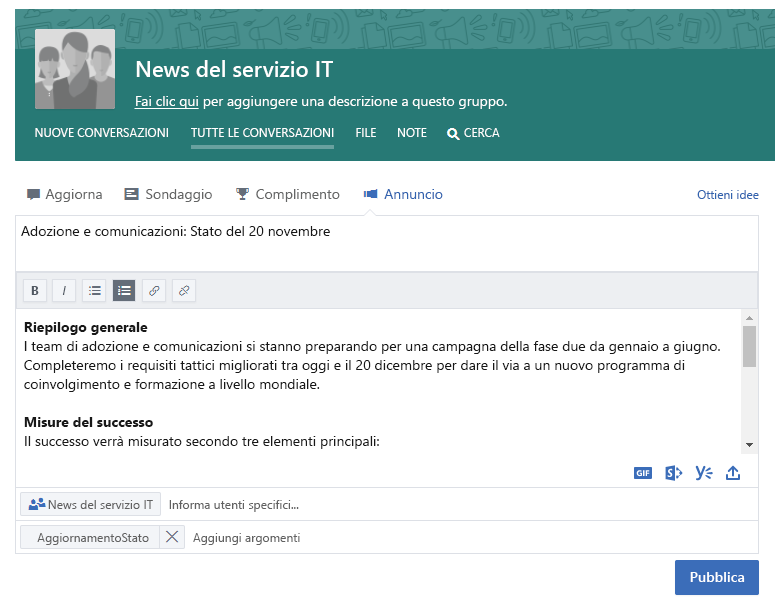 News del servizio IT
Fai clic qui per aggiungere una descrizione a questo gruppo.
NUOVE CONVERSAZIONI TUTTE LE CONVERSAZIONI FILE NOTE CERCA
Aggiorna Sondaggio Complimento Annuncio Ottieni idee
Adozione e comunicazioni: Stato del 20 novembre
B I
Riepilogo generale
I team di adozione e comunicazioni si stanno preparando per una campagna della fase due da gennaio a giugno.
Completeremo i requisiti tattici migliorati tra oggi e il 20 dicembre per dare il via a un nuovo programma di
coinvolgimento e formazione a livello mondiale.
Misure del successo
Il successo verrà misurato secondo tre elementi principali:
GIF S y
News del servizio IT Informa utenti specifici...
AggiornamentoStato Aggiungi argomenti
Pubblica